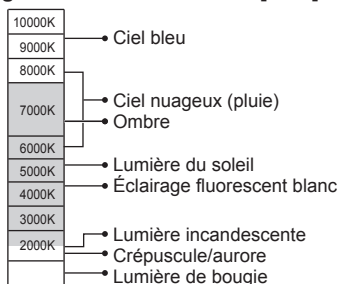 10000K
9000K
8000K
7000K
6000K
5000K
4000K
3000K
2000K
Ciel bleu
Ciel nuageux (pluie)
Ombre
Lumière du soleil
Éclairage fluorescent blanc
Lumière incandescente
Crépuscule/aurore
Lumière de bougie